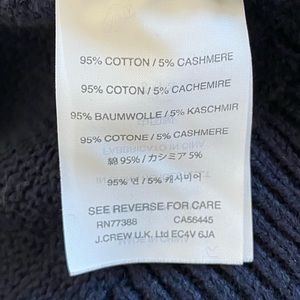 95% COTTON / 5% CASHMERE
95% COTON / 5% CACHEMIRE
95% BAUMWOLLE / 5% KASCHMIR
95% COTONE / 5% CASHMERE
綿 95% / カシミア 5%
95% 면 / 5% 캐시미어
SEE REVERSE FOR CARE
RN77388 CA56445
J.CREW U.K. Ltd EC4V 6JA